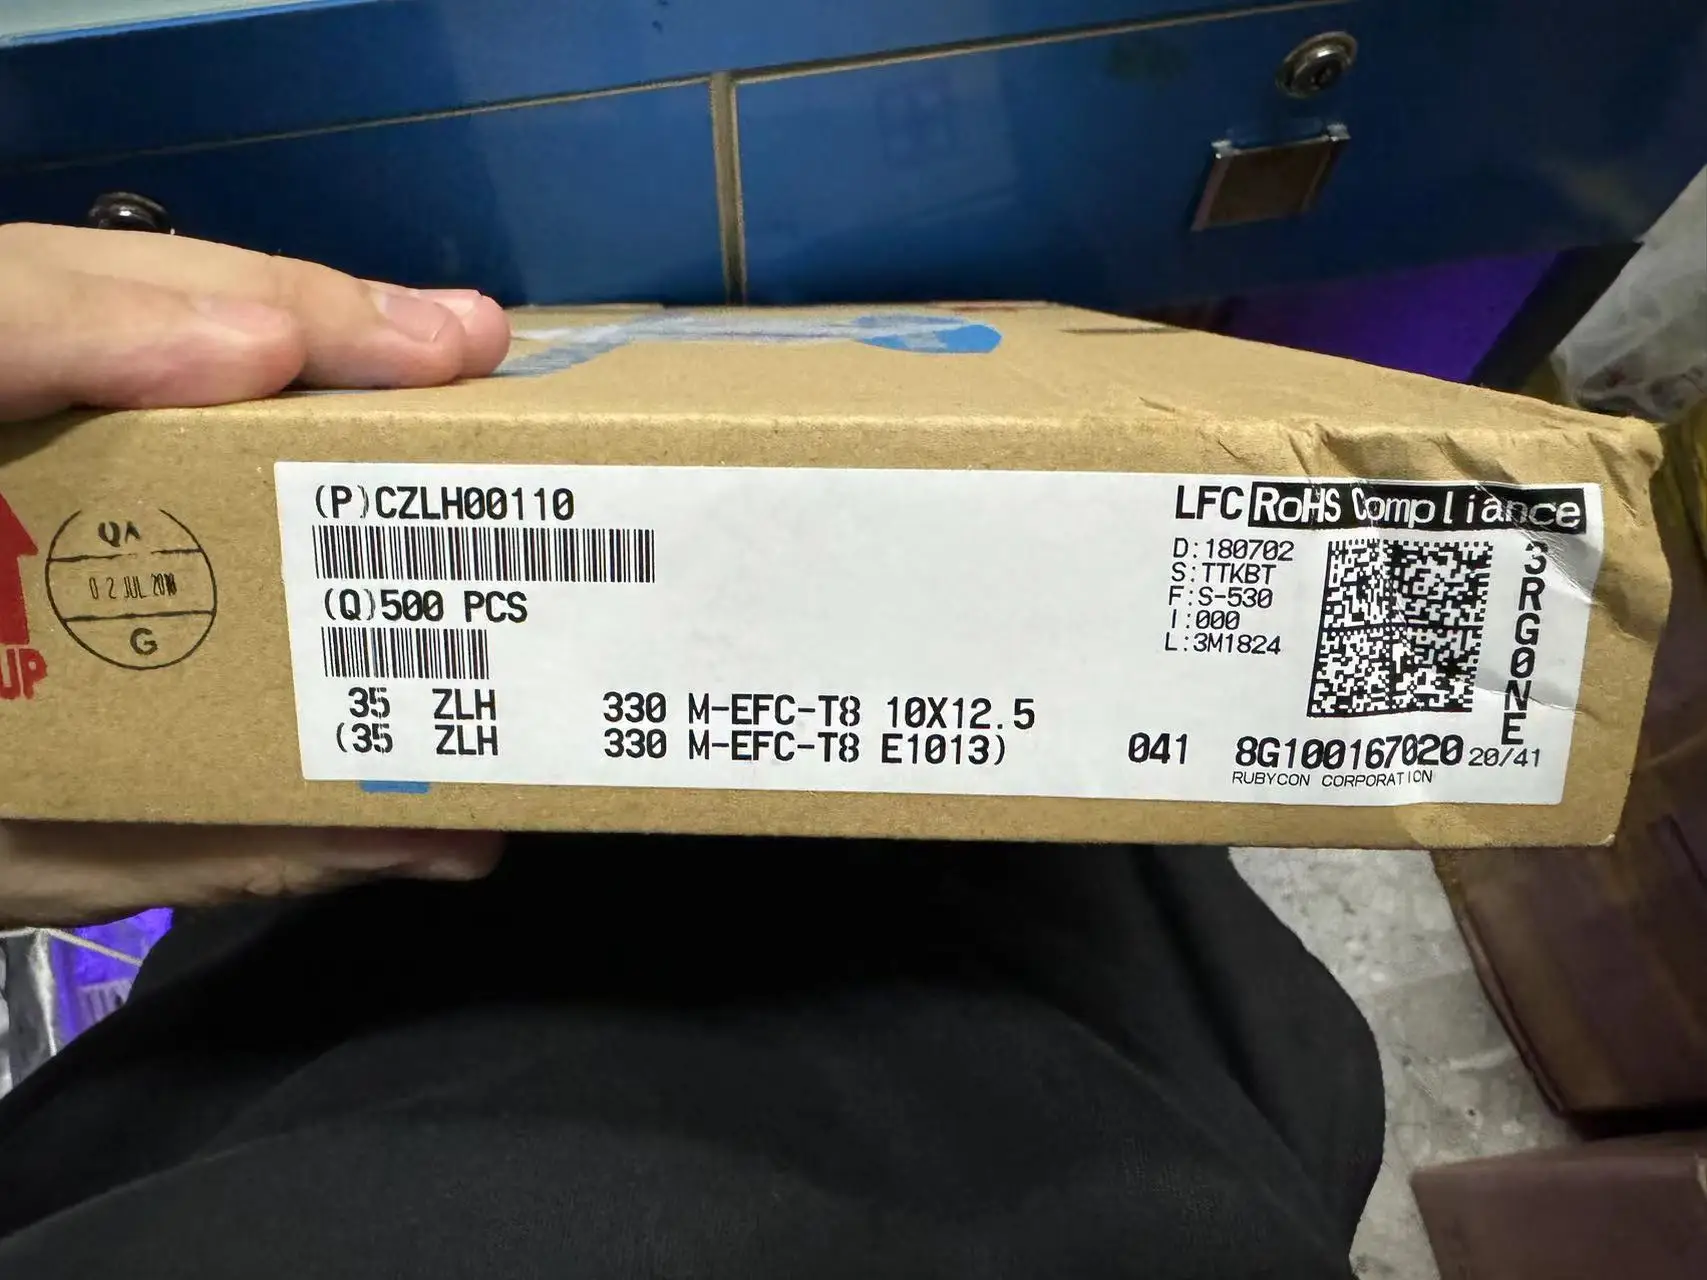 UP
QA
02 JUL 2018
G
(P)CZLH00110
(Q)500 PCS
35 ZLH 330 M-EFC-T8 10X12.5
(35 ZLH 330 M-EFC-T8 E1013)
LFC RoHS Compliance
D:180702
S:TTKBT
F:S-530
I:000
L:3M1824
3RG0NE
041 8G100167020 20/41
RUBYCON CORPORATION